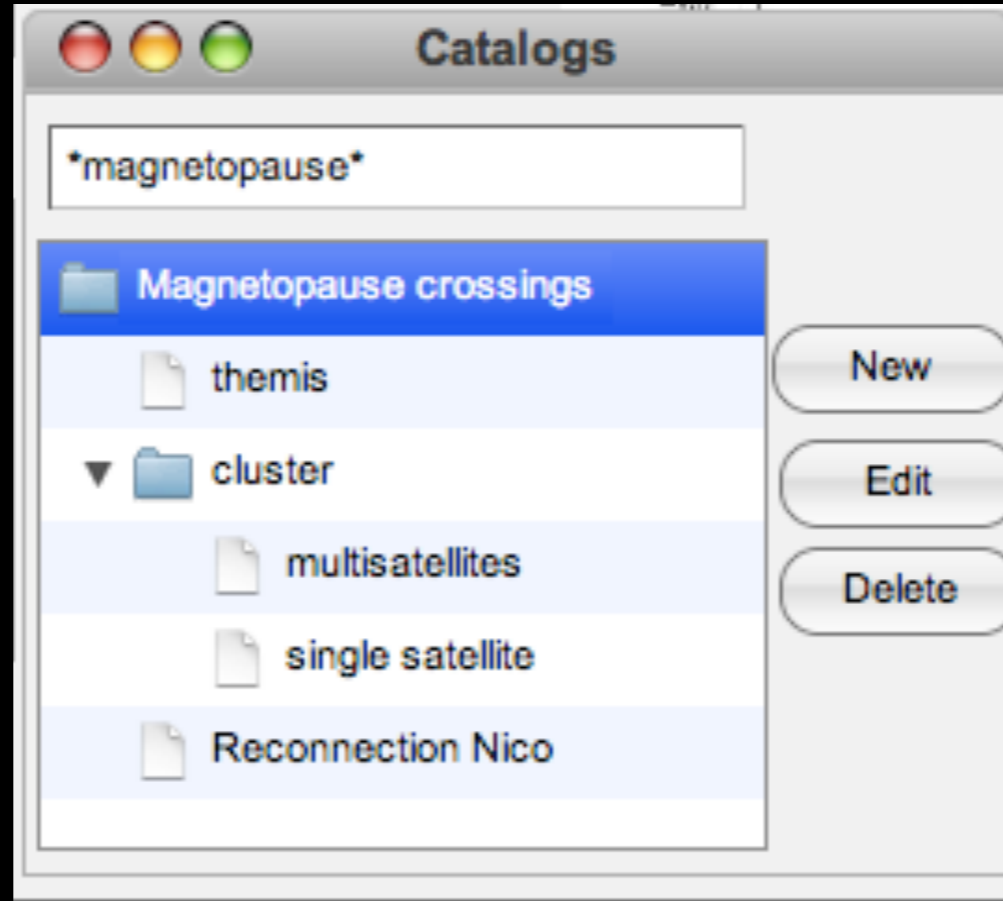 Catalogs
*magnetopause*
Magnetopause crossings
themis
New
cluster
Edit
multisatellites
Delete
single satellite
Reconnection Nico